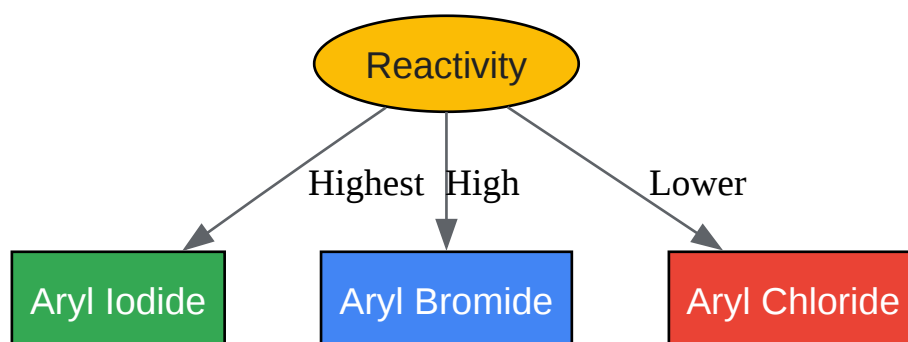 Reactivity
Highest
High
Lower
Aryl Iodide
Aryl Bromide
Aryl Chloride